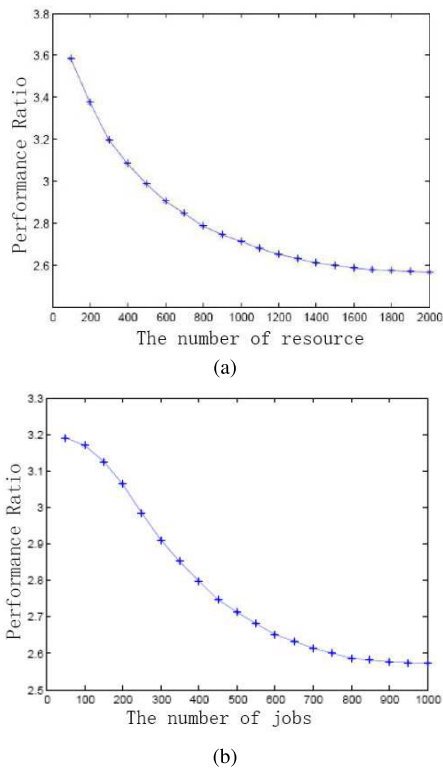 3.8
3.6
3.4
3.2
3
2.8
2.6
0 200 400 600 800 1000 1200 1400 1600 1800 2000
Performance Ratio
The number of resource
(a)
3.3
3.2
3.1
3
2.9
2.8
2.7
2.6
2.5
0 100 200 300 400 500 600 700 800 900 1000
Performance Ratio
The number of jobs
(b)